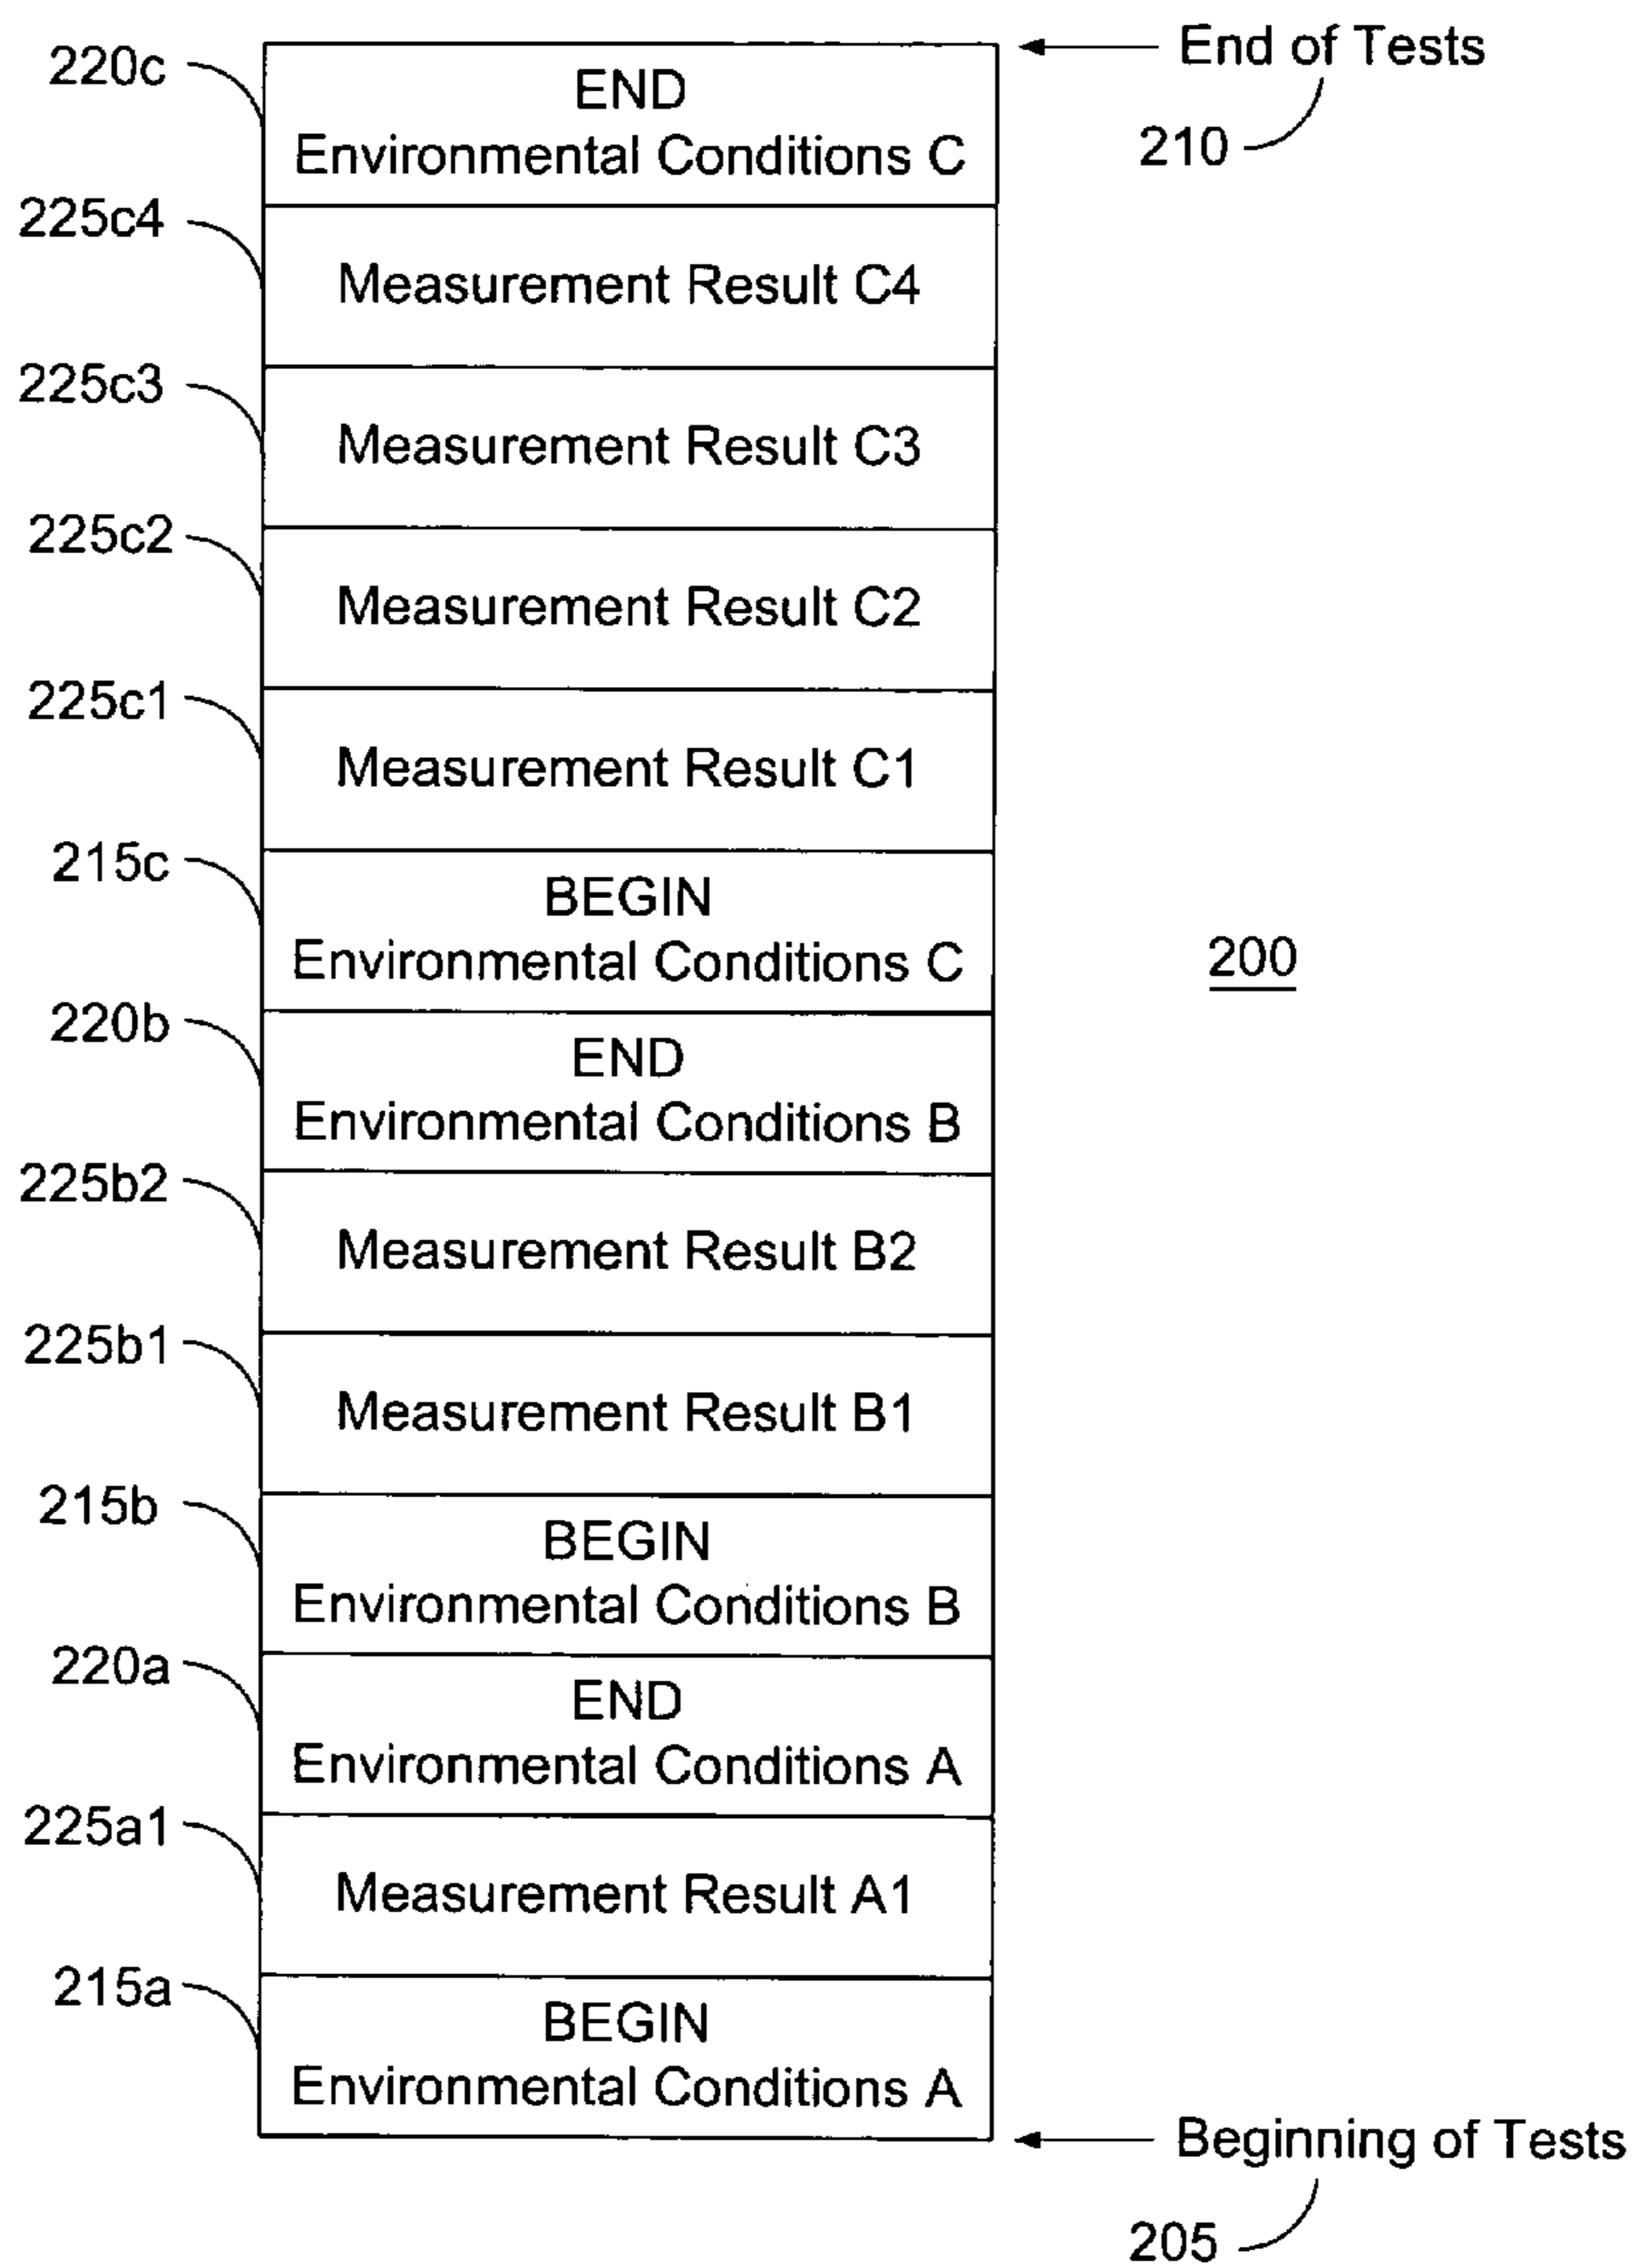 End of Tests
210
220c
END
Environmental Conditions C
225c4
Measurement Result C4
225c3
Measurement Result C3
225c2
Measurement Result C2
225c1
Measurement Result C1
215c
BEGIN
Environmental Conditions C
200
220b
END
Environmental Conditions B
225b2
Measurement Result B2
225b1
Measurement Result B1
215b
BEGIN
Environmental Conditions B
220a
END
Environmental Conditions A
225a1
Measurement Result A1
215a
BEGIN
Environmental Conditions A
Beginning of Tests
205